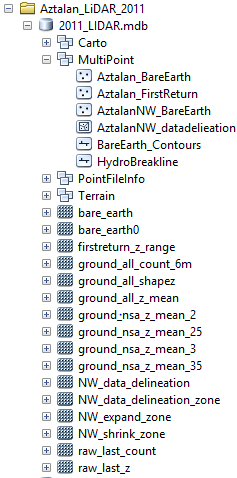 Aztalan_LiDAR_2011
2011_LIDAR.mdb
Carto
MultiPoint
Aztalan_BareEarth
Aztalan_FirstReturn
AztalanNW_BareEarth
AztalanNW_datadelieation
BareEarth_Contours
HydroBreakline
PointFileInfo
Terrain
bare_earth
bare_earth0
firstreturn_z_range
ground_all_count_6m
ground_all_shapez
ground_all_z_mean
ground_nsa_z_mean_2
ground_nsa_z_mean_25
ground_nsa_z_mean_3
ground_nsa_z_mean_35
NW_data_delineation
NW_data_delineation_zone
NW_expand_zone
NW_shrink_zone
raw_last_count
raw_last_z